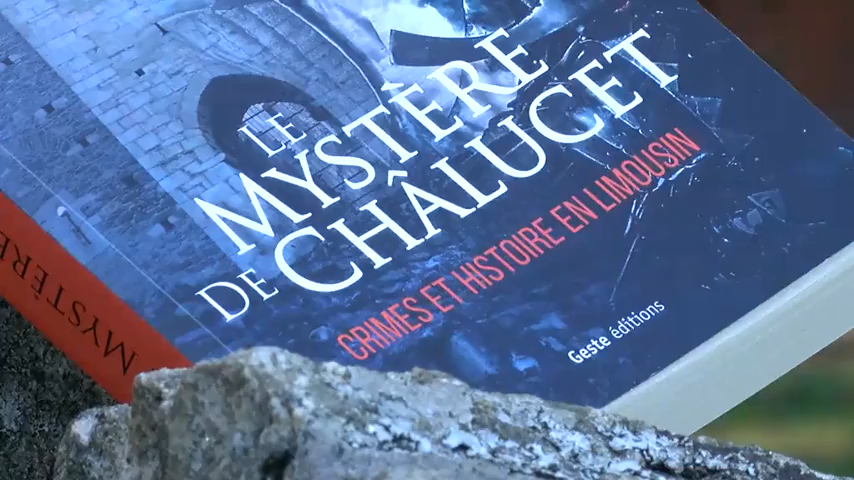 LE
MYSTÈRE
DE CHÂLUCET
CRIMES ET HISTOIRE EN LIMOUSIN
Geste éditions
MYSTÈRE